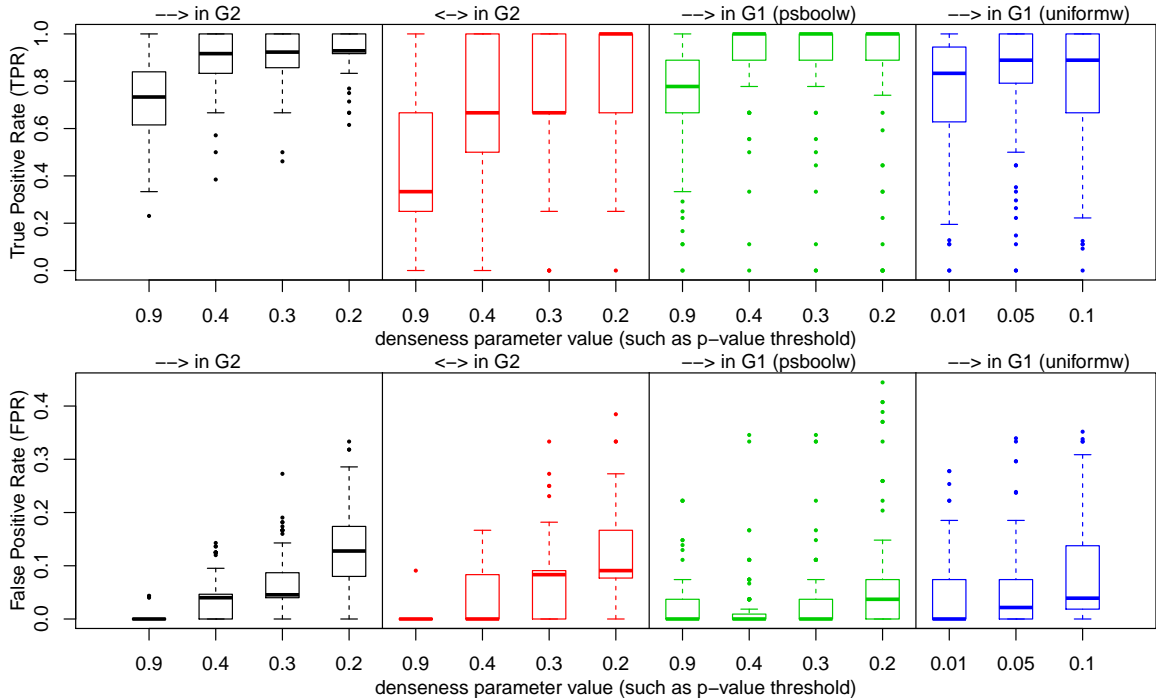 −−> in G2 <−> in G2 −−> in G1 (psboolw) −−> in G1 (uniformw)
True Positive Rate (TPR)
1.0
0.8
0.6
0.4
0.2
0.0
0.9 0.4 0.3 0.2 0.9 0.4 0.3 0.2 0.9 0.4 0.3 0.2 0.01 0.05 0.1
denseness parameter value (such as p−value threshold)
−−> in G2 <−> in G2 −−> in G1 (psboolw) −−> in G1 (uniformw)
False Positive Rate (FPR)
0.4
0.3
0.2
0.1
0.0
0.9 0.4 0.3 0.2 0.9 0.4 0.3 0.2 0.9 0.4 0.3 0.2 0.01 0.05 0.1
denseness parameter value (such as p−value threshold)